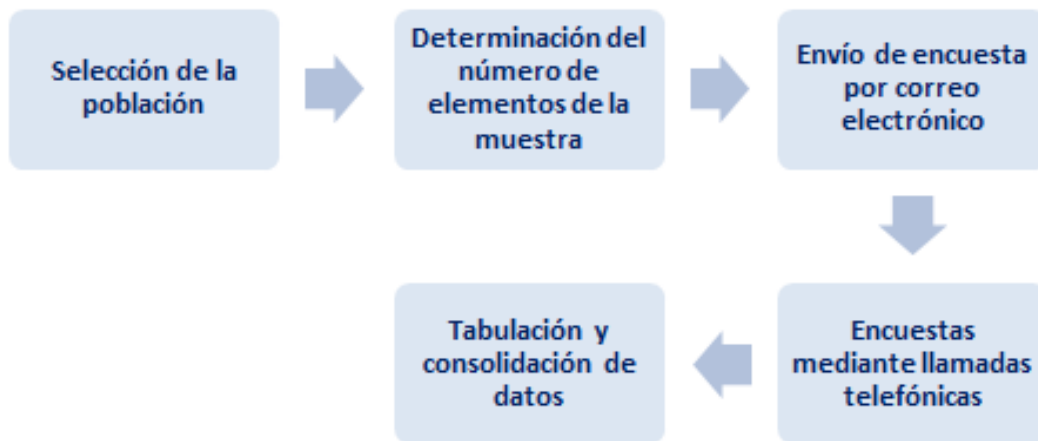 Selección de la
población
Determinación del
número de
elementos de la
muestra
Envío de encuesta
por correo
electrónico
Encuestas
mediante llamadas
telefónicas
Tabulación y
consolidación de
datos